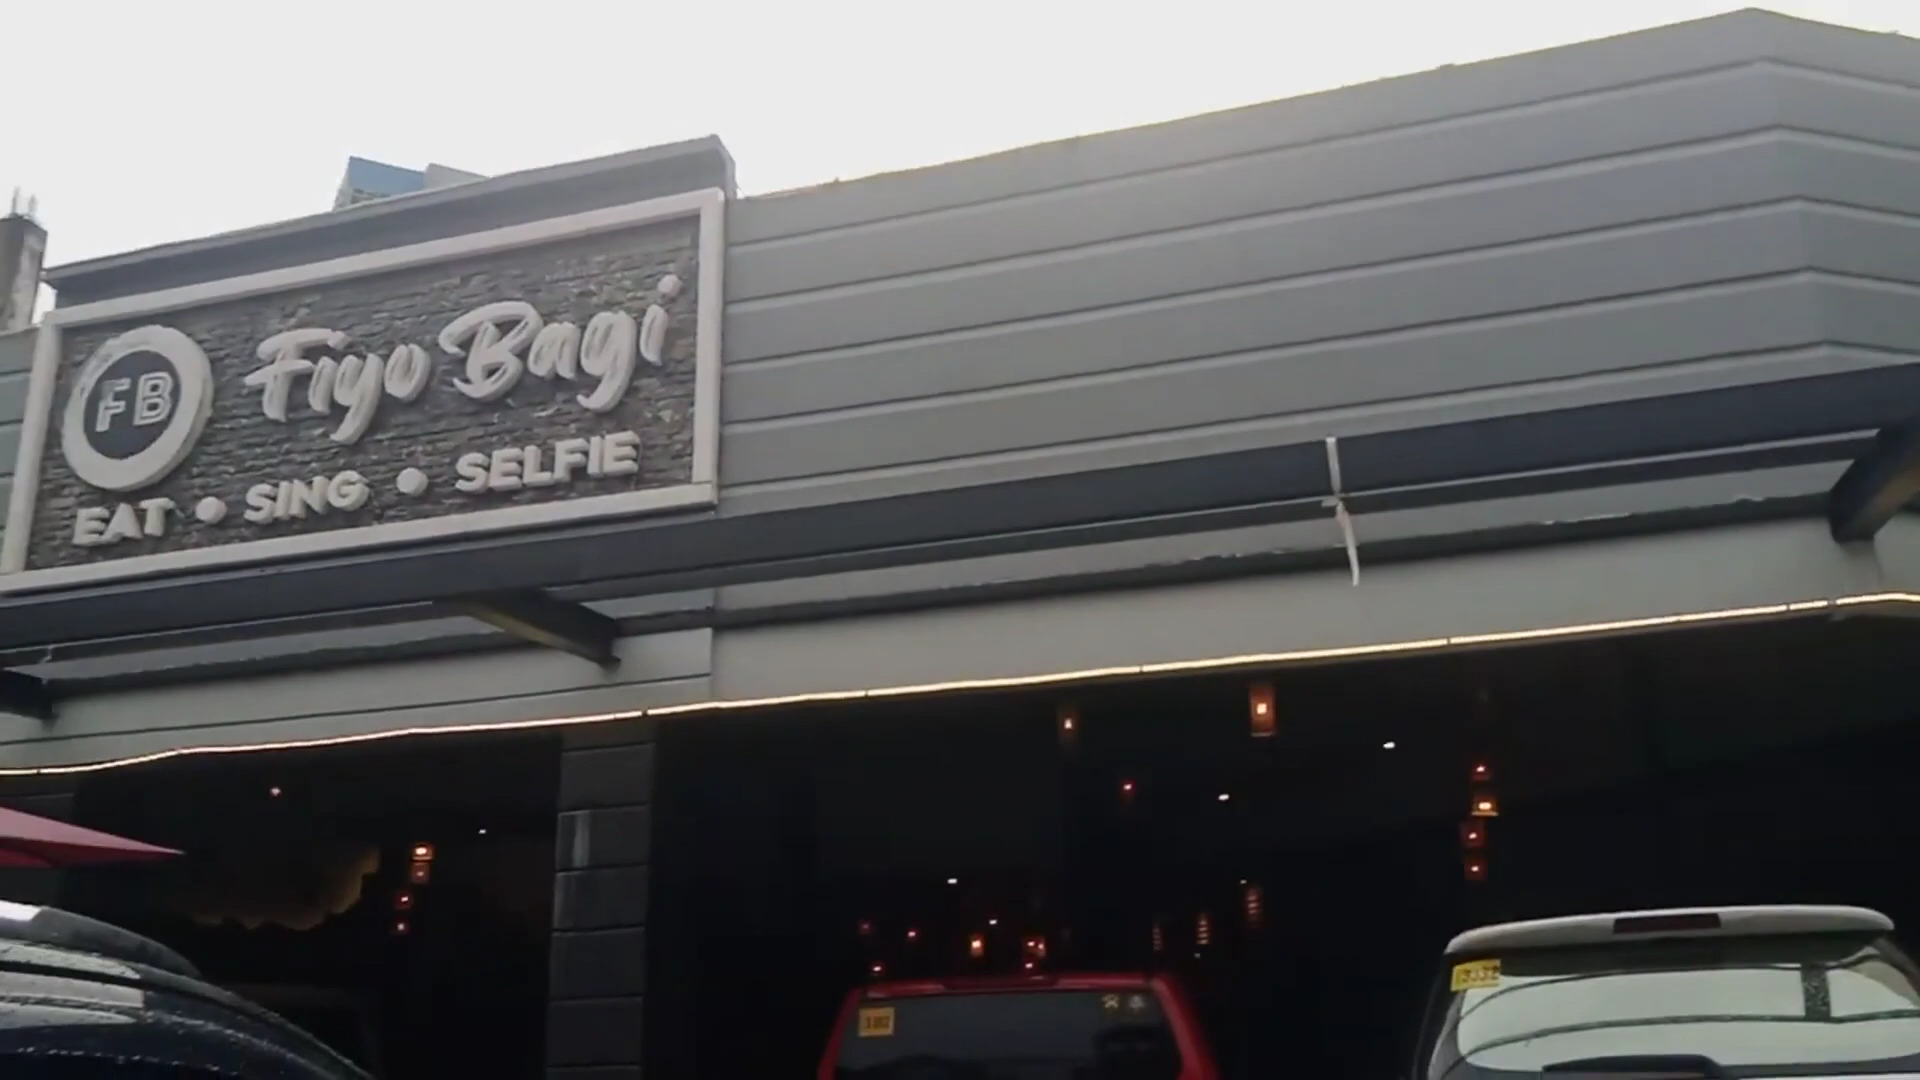 FB
Fiyo Bagi
EAT • SING • SELFIE